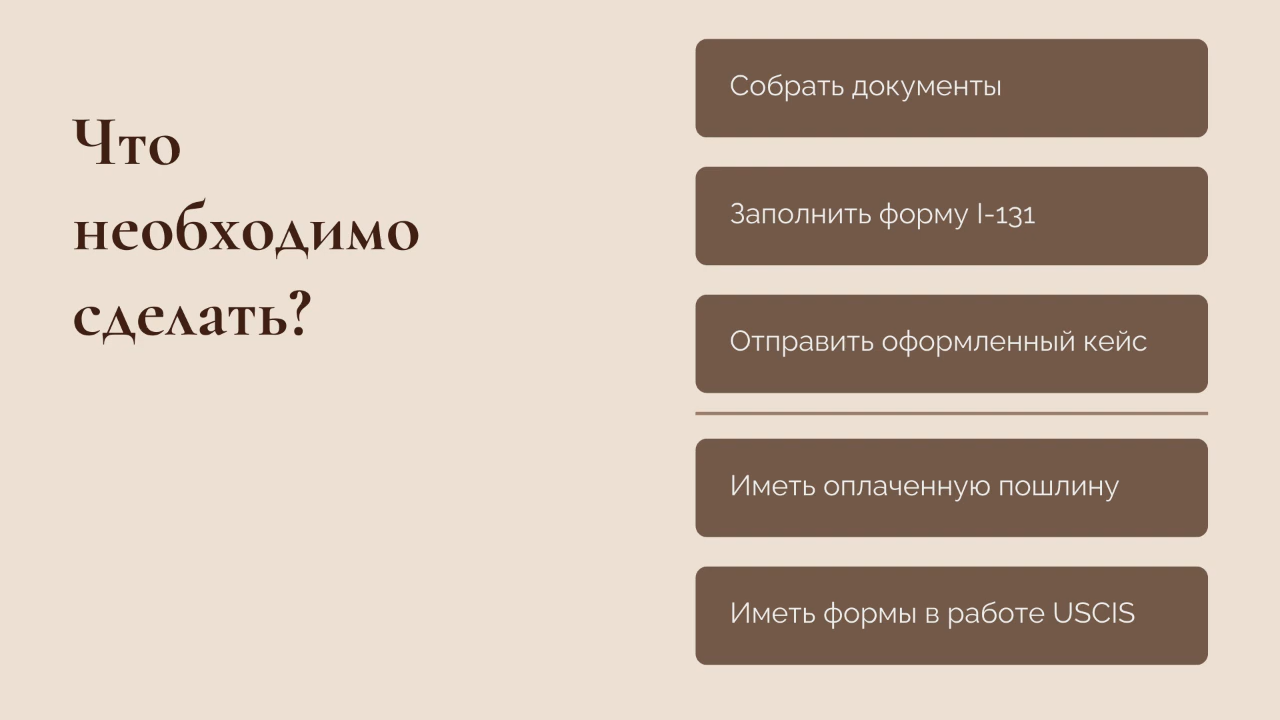 Что
необходимо
сделать?
Собрать документы
Заполнить форму I-131
Отправить оформленный кейс
Иметь оплаченную пошлину
Иметь формы в работе USCIS